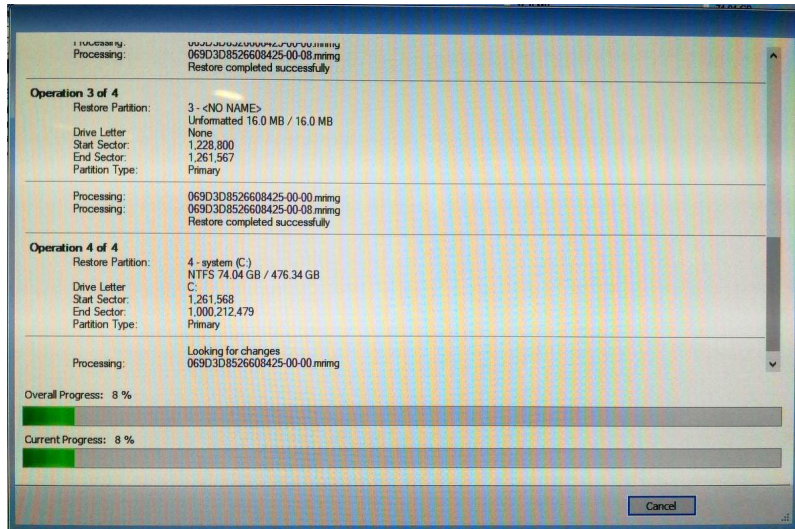 Processing:
Processing: 069D3D8526608425-00-08.mrimg
Restore completed successfully
Operation 3 of 4
Restore Partition: 3 - <NO NAME>
Unformatted 16.0 MB / 16.0 MB
Drive Letter None
Start Sector: 1,228,800
End Sector: 1,261,567
Partition Type: Primary
Processing: 069D3D8526608425-00-00.mrimg
Processing: 069D3D8526608425-00-08.mrimg
Restore completed successfully
Operation 4 of 4
Restore Partition: 4 - system (C:)
NTFS 74.04 GB / 476.34 GB
Drive Letter C:
Start Sector: 1,261,568
End Sector: 1,000,212,479
Partition Type: Primary
Looking for changes
Processing: 069D3D8526608425-00-00.mrimg
Overall Progress: 8 %
Current Progress: 8 %
Cancel